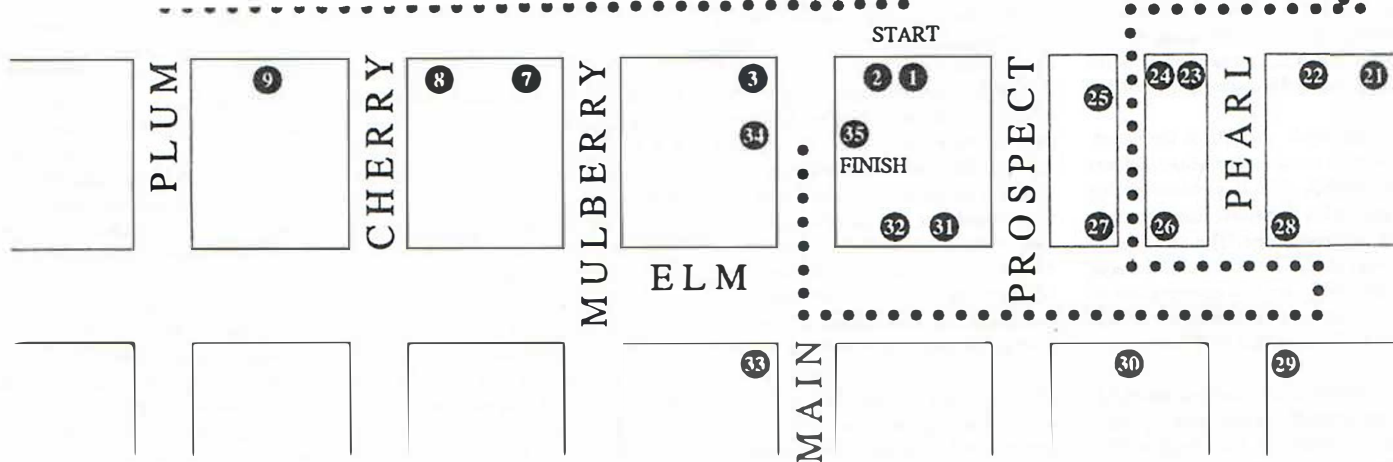 START
PLUM
9
CHERRY
8
7
MULBERRY
3
34
2
1
35
FINISH
32
31
PROSPECT
25
27
24
23
26
PEARL
22
21
28
ELM
33
MAIN
30
29